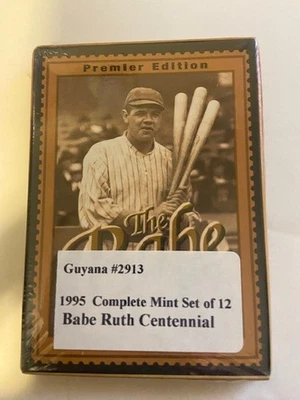 Premier Edition
The
Babe
Guyana #2913
1995 Complete Mint Set of 12
Babe Ruth Centennial